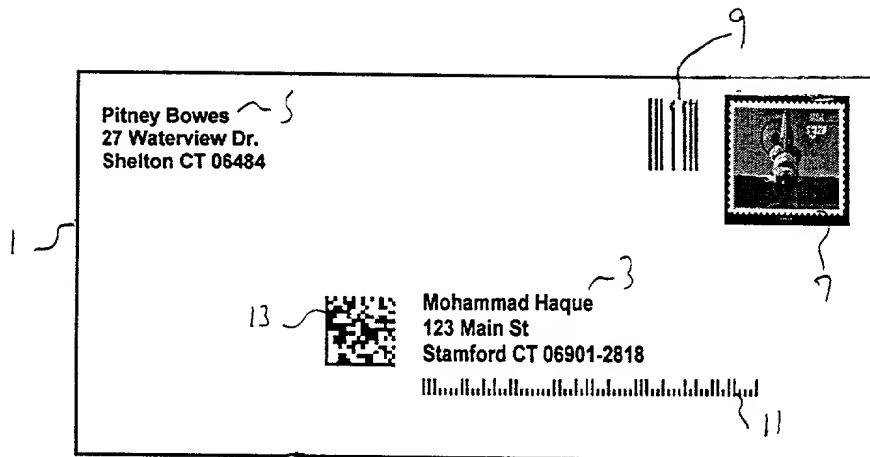 9
Pitney Bowes 5
27 Waterview Dr.
Shelton CT 06484
1
7
13
Mohammad Haque 3
123 Main St
Stamford CT 06901-2818
11